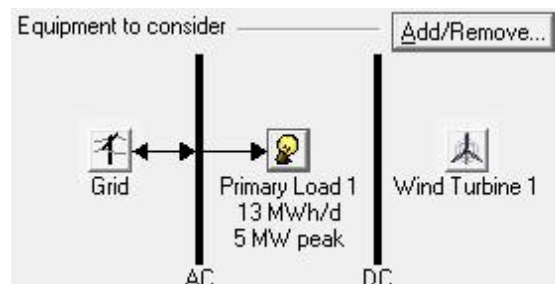 Equipment to consider
Add/Remove...
Grid
Primary Load 1
13 MWh/d
5 MW peak
Wind Turbine 1
AC
DC